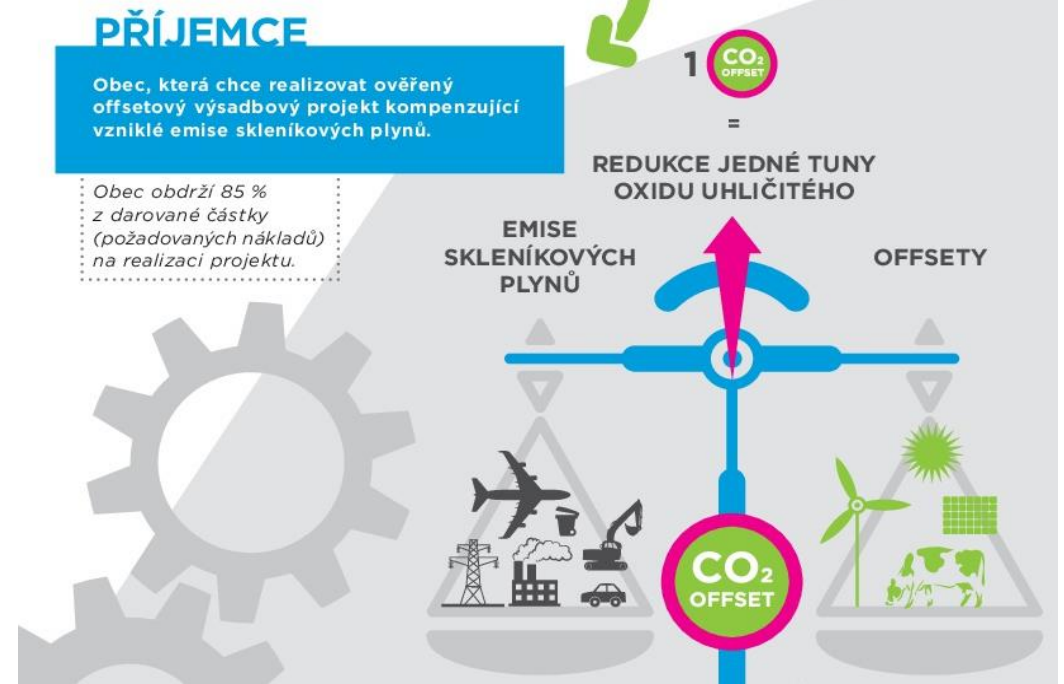 PŘÍJEMCE
Obec, která chce realizovat ověřený
offsetový výsadbový projekt kompenzující
vzniklé emise skleníkových plynů.
Obec obdrží 85 %
z darované částky
(požadovaných nákladů)
na realizaci projektu.
1 CO₂
OFFSET
=
REDUKCE JEDNÉ TUNY
OXIDU UHLIČITÉHO
EMISE
SKLENÍKOVÝCH
PLYNŮ
OFFSETY
CO₂
OFFSET